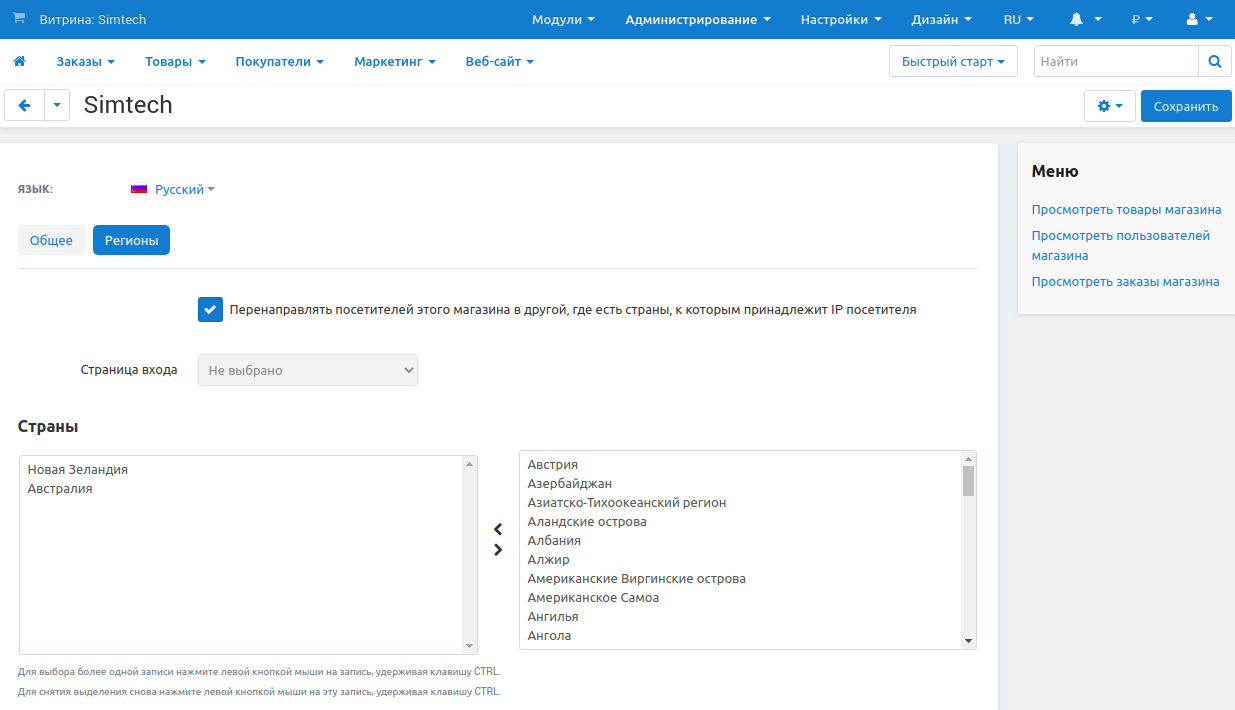 Витрина: Simtech
Модули
Администрирование
Настройки
Дизайн
RU
₽
Заказы
Товары
Покупатели
Маркетинг
Веб-сайт
Быстрый старт
Найти
Simtech
Сохранить
ЯЗЫК:
Русский
Общее
Регионы
Перенаправлять посетителей этого магазина в другой, где есть страны, к которым принадлежит IP посетителя
Страница входа
Не выбрано
Страны
Новая Зеландия
Австралия
Австрия
Азербайджан
Азиатско-Тихоокеанский регион
Аландские острова
Албания
Алжир
Американские Виргинские острова
Американское Самоа
Ангилья
Ангола
Для выбора более одной записи нажмите левой кнопкой мыши на запись, удерживая клавишу CTRL.
Для снятия выделения снова нажмите левой кнопкой мыши на эту запись, удерживая клавишу CTRL.
Меню
Просмотреть товары магазина
Просмотреть пользователей
магазина
Просмотреть заказы магазина